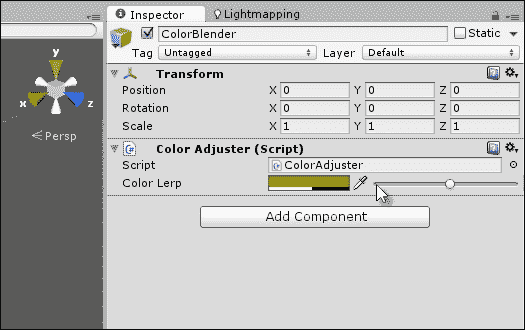 Inspector Lightmapping
ColorBlender Static
Tag Untagged Layer Default
Transform
Position X 0 Y 0 Z 0
Rotation X 0 Y 0 Z 0
Scale X 1 Y 1 Z 1
Color Adjuster (Script)
Script ColorAdjuster
Color Lerp
Add Component
y
x z
Persp